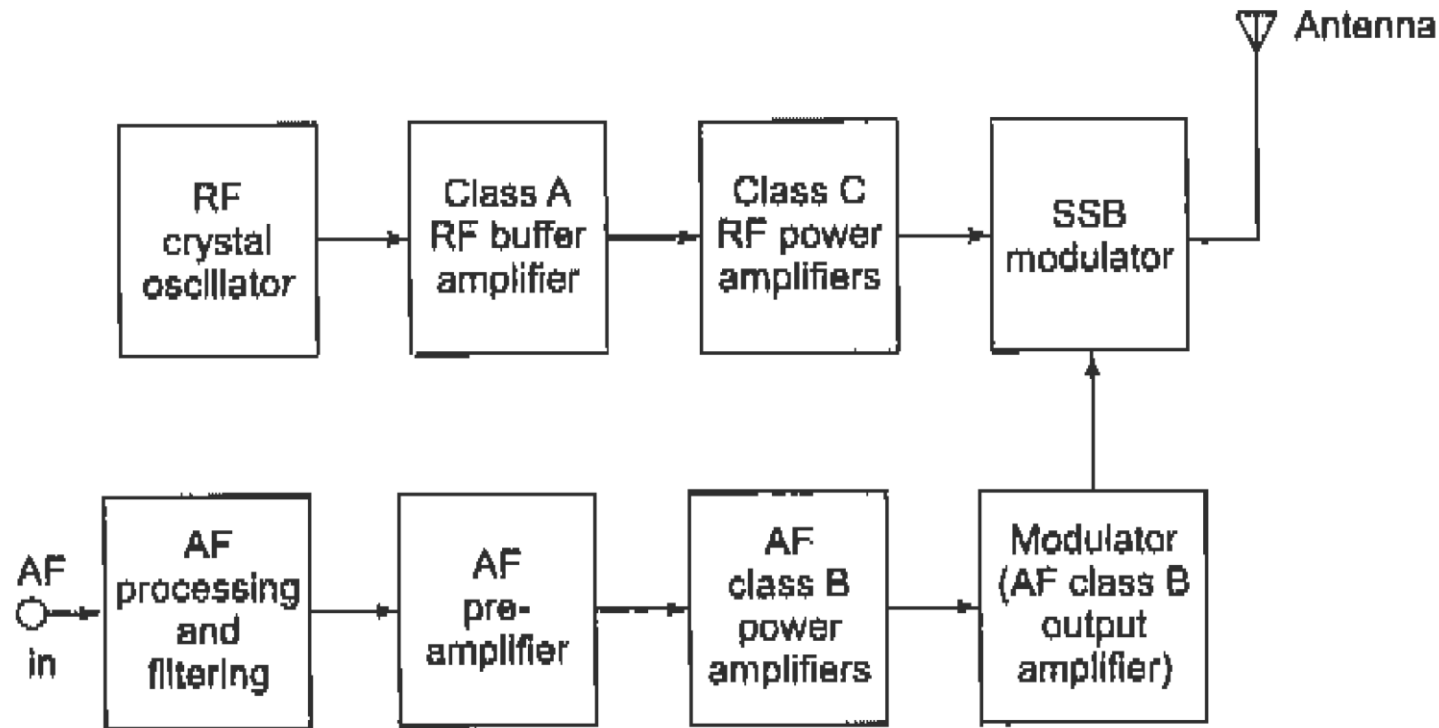 Antenna
RF
crystal
oscillator
Class A
RF buffer
amplifier
Class C
RF power
amplifiers
SSB
modulator
AF
in
AF
processing
and
filtering
AF
pre-
amplifier
AF
class B
power
amplifiers
Modulator
(AF class B
output
amplifier)